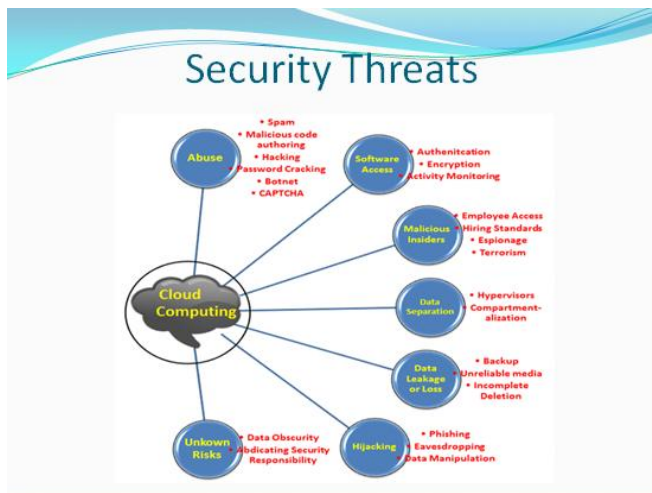 Security Threats
Abuse
• Spam
• Malicious code
authoring
• Hacking
• Password Cracking
• Botnet
• CAPTCHA
Software
Access
• Authenitcation
• Encryption
• Activity Monitoring
Malicious
Insiders
• Employee Access
• Hiring Standards
• Espionage
• Terrorism
Cloud
Computing
Data
Separation
• Hypervisors
• Compartment-
alization
Data
Leakage
or Loss
• Backup
• Unreliable media
• Incomplete
Deletion
Unkown
Risks
• Data Obscurity
• Abdicating Security
Responsibility
Hijacking
• Phishing
• Eavesdropping
• Data Manipulation